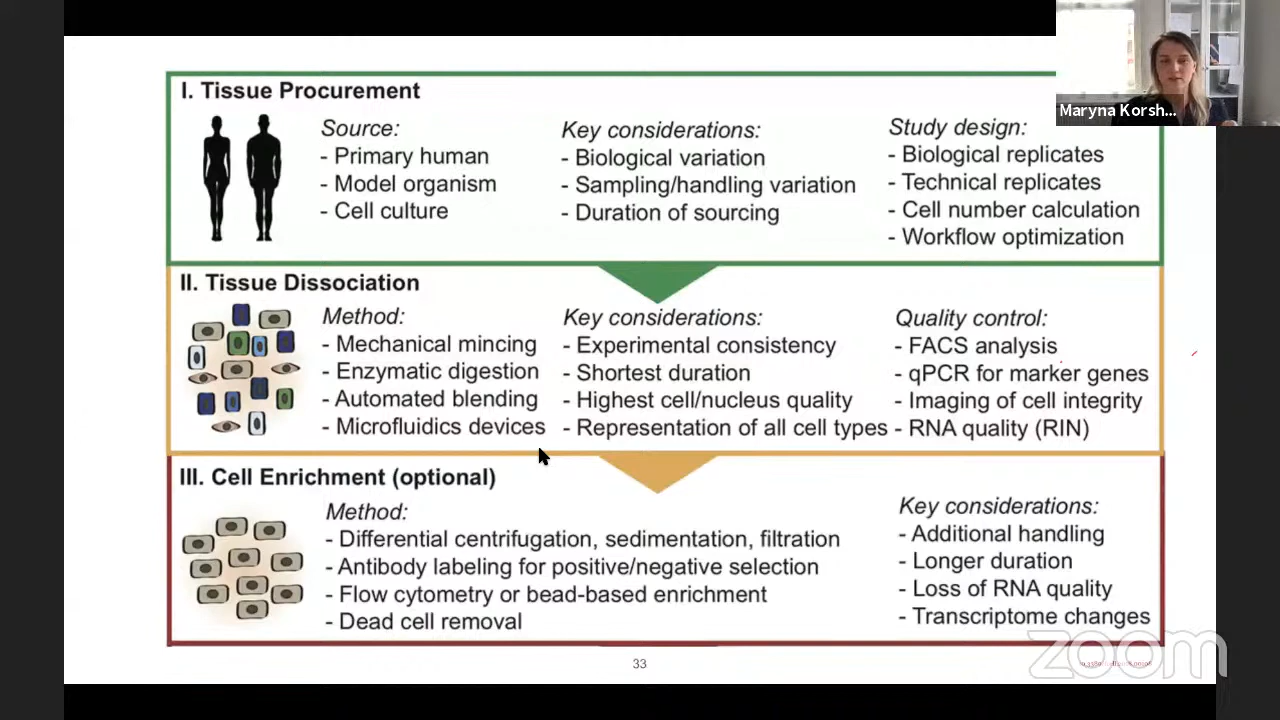 Maryna Korsh...
I. Tissue Procurement
Source:
- Primary human
- Model organism
- Cell culture
Key considerations:
- Biological variation
- Sampling/handling variation
- Duration of sourcing
Study design:
- Biological replicates
- Technical replicates
- Cell number calculation
- Workflow optimization
II. Tissue Dissociation
Method:
- Mechanical mincing
- Enzymatic digestion
- Automated blending
- Microfluidics devices
Key considerations:
- Experimental consistency
- Shortest duration
- Highest cell/nucleus quality
- Representation of all cell types
Quality control:
- FACS analysis
- qPCR for marker genes
- Imaging of cell integrity
- RNA quality (RIN)
III. Cell Enrichment (optional)
Method:
- Differential centrifugation, sedimentation, filtration
- Antibody labeling for positive/negative selection
- Flow cytometry or bead-based enrichment
- Dead cell removal
Key considerations:
- Additional handling
- Longer duration
- Loss of RNA quality
- Transcriptome changes
33
zoom